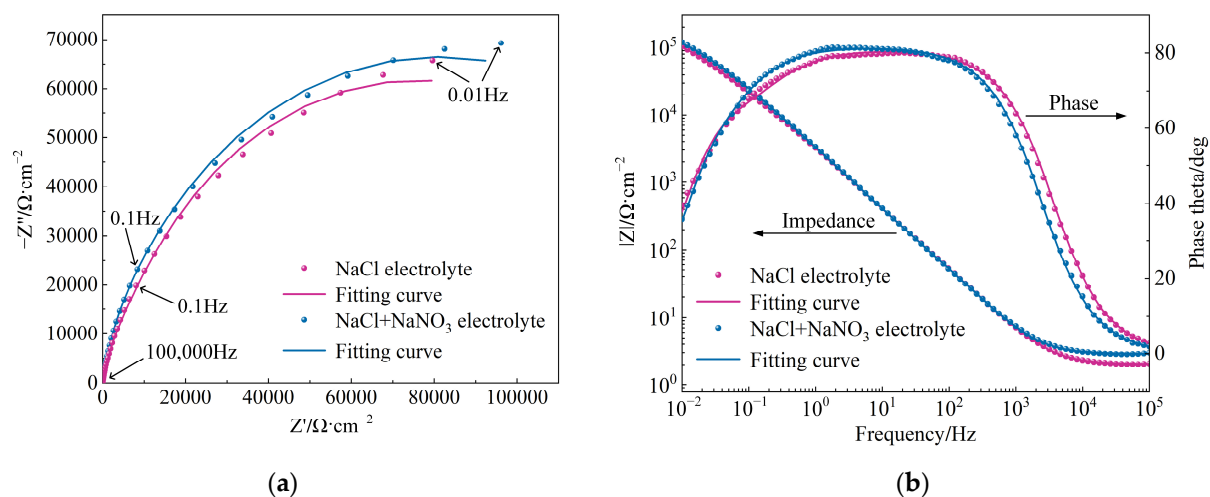 70000
60000
50000
40000
30000
20000
10000
0
−Z''/Ω·cm⁻²
0.01Hz
0.1Hz
0.1Hz
100,000Hz
NaCl electrolyte
Fitting curve
NaCl+NaNO₃ electrolyte
Fitting curve
0 20000 40000 60000 80000 100000
Z'/Ω·cm ²
(a)
10⁵
10⁴
10³
10²
10¹
10⁰
|Z|/Ω·cm⁻²
Phase
Impedance
NaCl electrolyte
Fitting curve
NaCl+NaNO₃ electrolyte
Fitting curve
80
60
40
20
0
Phase theta/deg
10⁻² 10⁻¹ 10⁰ 10¹ 10² 10³ 10⁴ 10⁵
Frequency/Hz
(b)